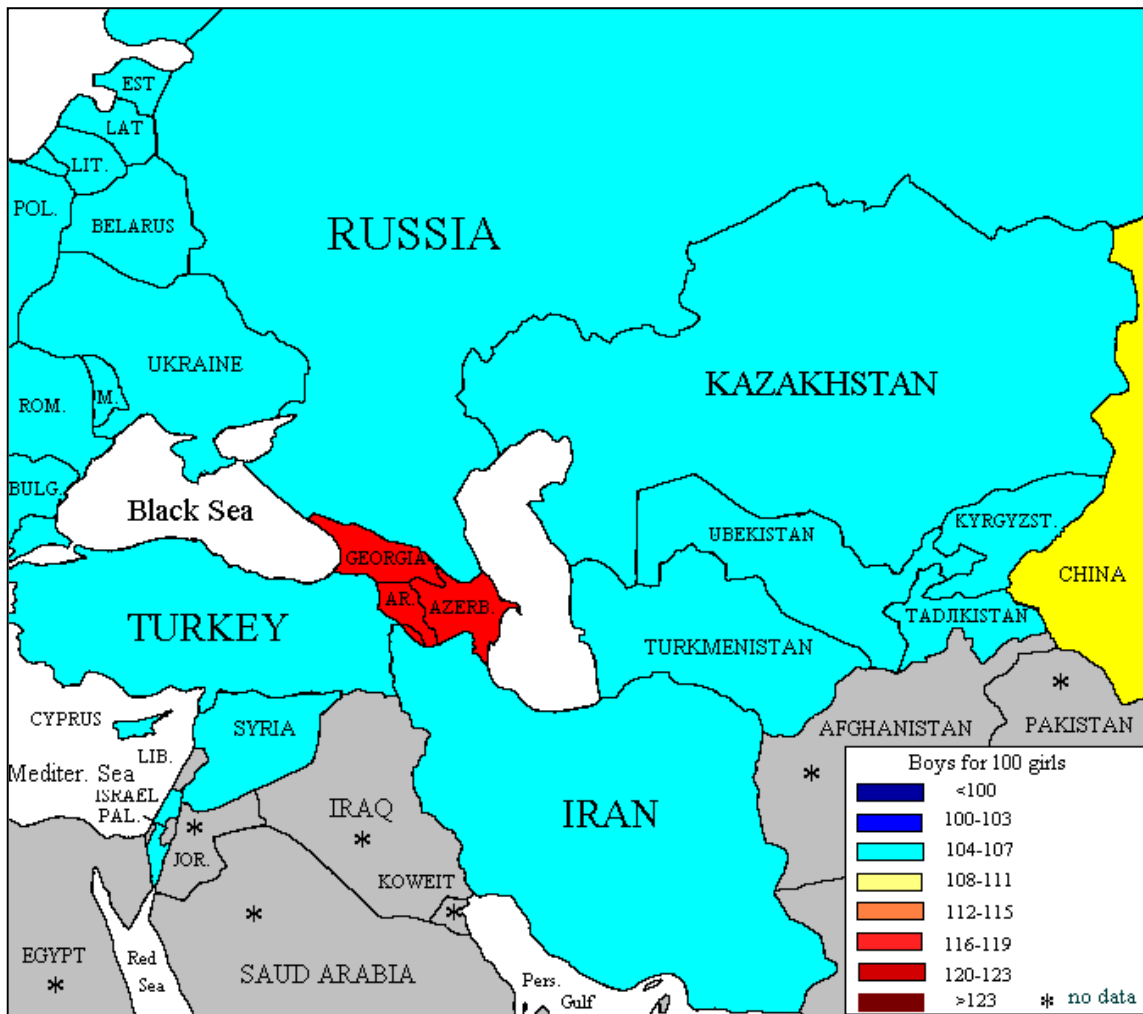 EST
LAT
LIT.
POL.
BELARUS
RUSSIA
UKRAINE
ROM.
M.
KAZAKHSTAN
BULG.
Black Sea
UBEKISTAN
KYRGYZST.
GEORGIA
CHINA
AR.
AZERB.
TADJIKISTAN
TURKEY
TURKMENISTAN
CYPRUS
SYRIA
AFGHANISTAN
PAKISTAN
*
LIB.
Mediter. Sea
ISRAEL
PAL.
*
IRAQ
*
IRAN
*
JOR.
KOWEIT
*
*
EGYPT
*
Red
Sea
SAUD ARABIA
Pers.
Gulf
Boys for 100 girls
<100
100-103
104-107
108-111
112-115
116-119
120-123
>123
* no data